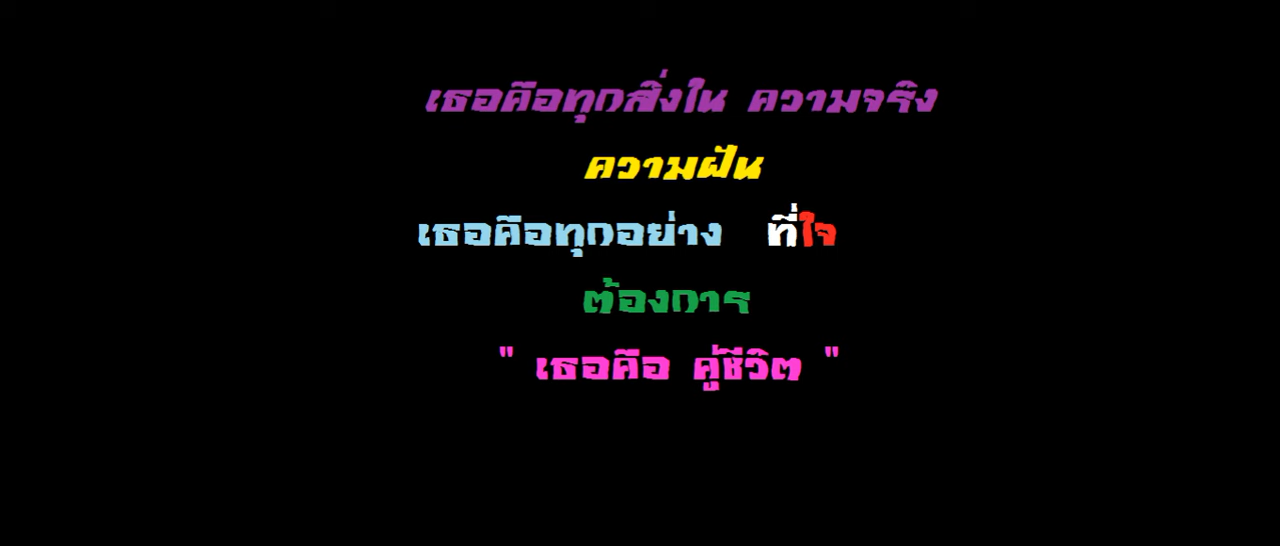 เธอคือทุกสิ่งใน ความจริง
ความฝัน
เธอคือทุกอย่าง ที่ใจ
ต้องการ
" เธอคือ คู่ชีวิต "